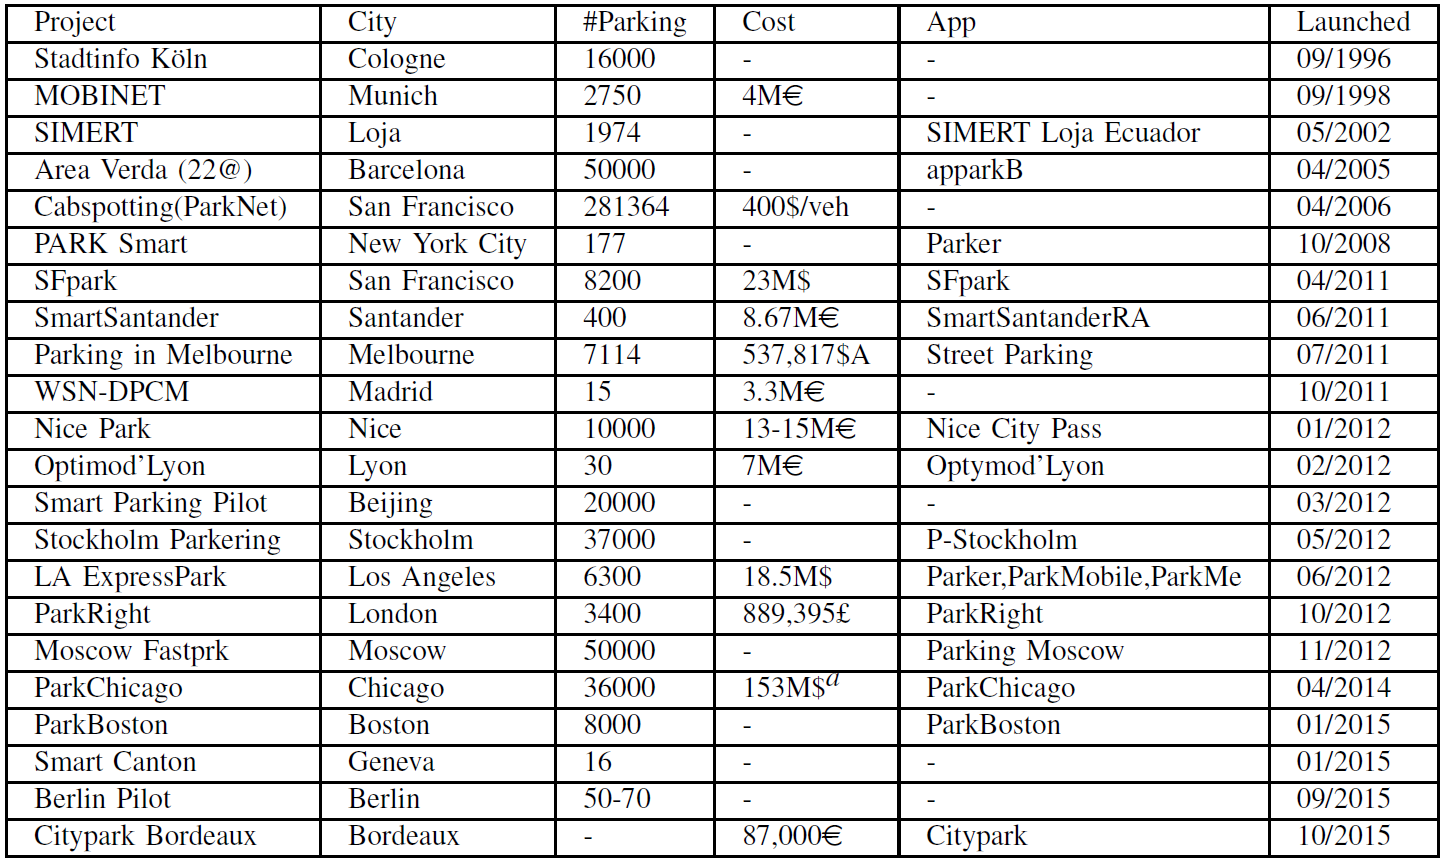 Project City #Parking Cost App Launched
Stadtinfo Köln Cologne 16000 - - 09/1996
MOBINET Munich 2750 4M€ - 09/1998
SIMERT Loja 1974 - SIMERT Loja Ecuador 05/2002
Area Verda (22@) Barcelona 50000 - apparkB 04/2005
Cabspotting(ParkNet) San Francisco 281364 400$/veh - 04/2006
PARK Smart New York City 177 - Parker 10/2008
SFpark San Francisco 8200 23M$ SFpark 04/2011
SmartSantander Santander 400 8.67M€ SmartSantanderRA 06/2011
Parking in Melbourne Melbourne 7114 537,817$A Street Parking 07/2011
WSN-DPCM Madrid 15 3.3M€ - 10/2011
Nice Park Nice 10000 13-15M€ Nice City Pass 01/2012
Optimod'Lyon Lyon 30 7M€ Optymod'Lyon 02/2012
Smart Parking Pilot Beijing 20000 - - 03/2012
Stockholm Parkering Stockholm 37000 - P-Stockholm 05/2012
LA ExpressPark Los Angeles 6300 18.5M$ Parker,ParkMobile,ParkMe 06/2012
ParkRight London 3400 889,395£ ParkRight 10/2012
Moscow Fastprk Moscow 50000 - Parking Moscow 11/2012
ParkChicago Chicago 36000 153M$a ParkChicago 04/2014
ParkBoston Boston 8000 - ParkBoston 01/2015
Smart Canton Geneva 16 - - 01/2015
Berlin Pilot Berlin 50-70 - - 09/2015
Citypark Bordeaux Bordeaux - 87,000€ Citypark 10/2015